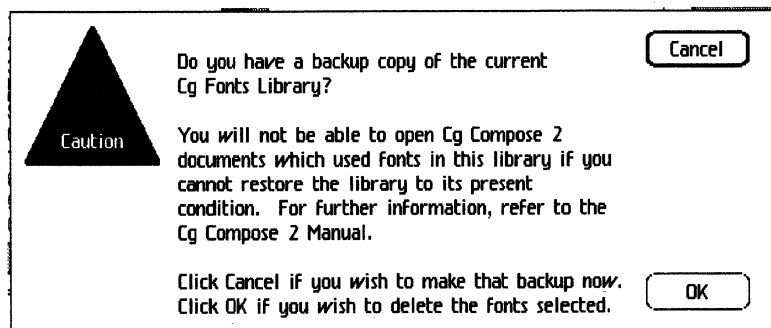 Do you have a backup copy of the current
Cg Fonts Library?
Cancel
Caution
You will not be able to open Cg Compose 2
documents which used fonts in this library if you
cannot restore the library to its present
condition.  For further information, refer to the
Cg Compose 2 Manual.
Click Cancel if you wish to make that backup now.
Click OK if you wish to delete the fonts selected.
OK